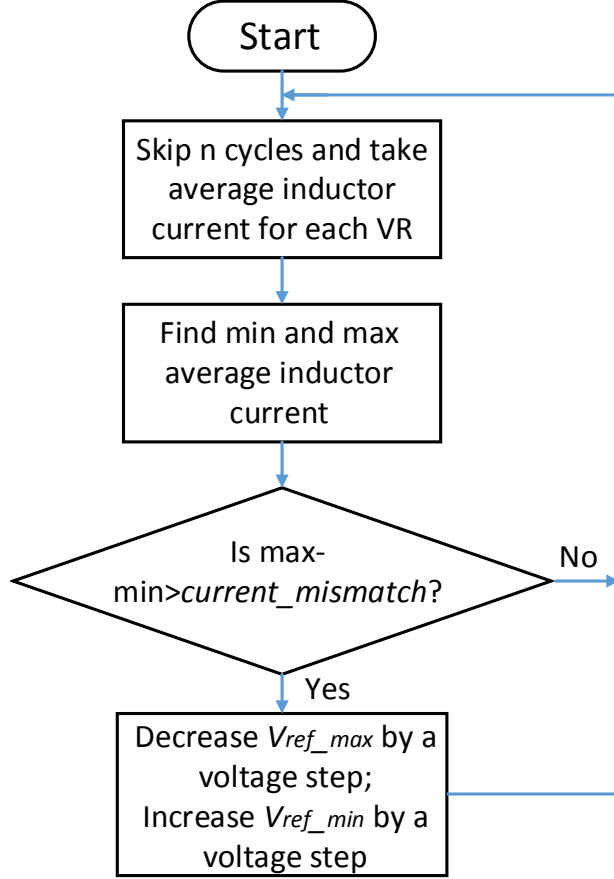 Start
Skip n cycles and take
average inductor
current for each VR
Find min and max
average inductor
current
Is max-
min>current_mismatch?
No
Yes
Decrease Vref_max by a
voltage step;
Increase Vref_min by a
voltage step